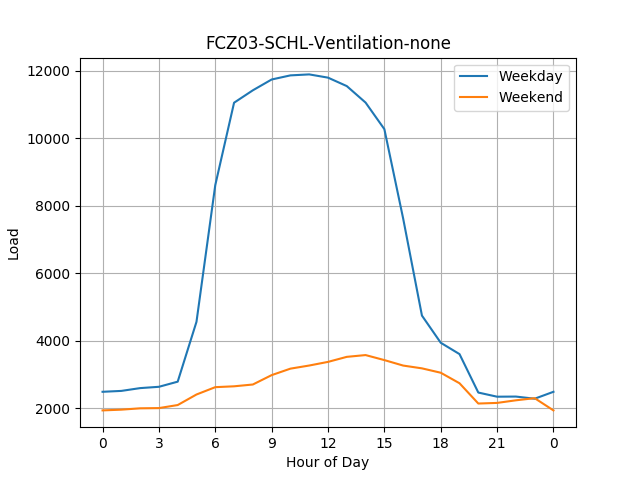 FCZ03-SCHL-Ventilation-none
Weekday
Weekend
12000
10000
8000
6000
4000
2000
Load
0 3 6 9 12 15 18 21 0
Hour of Day